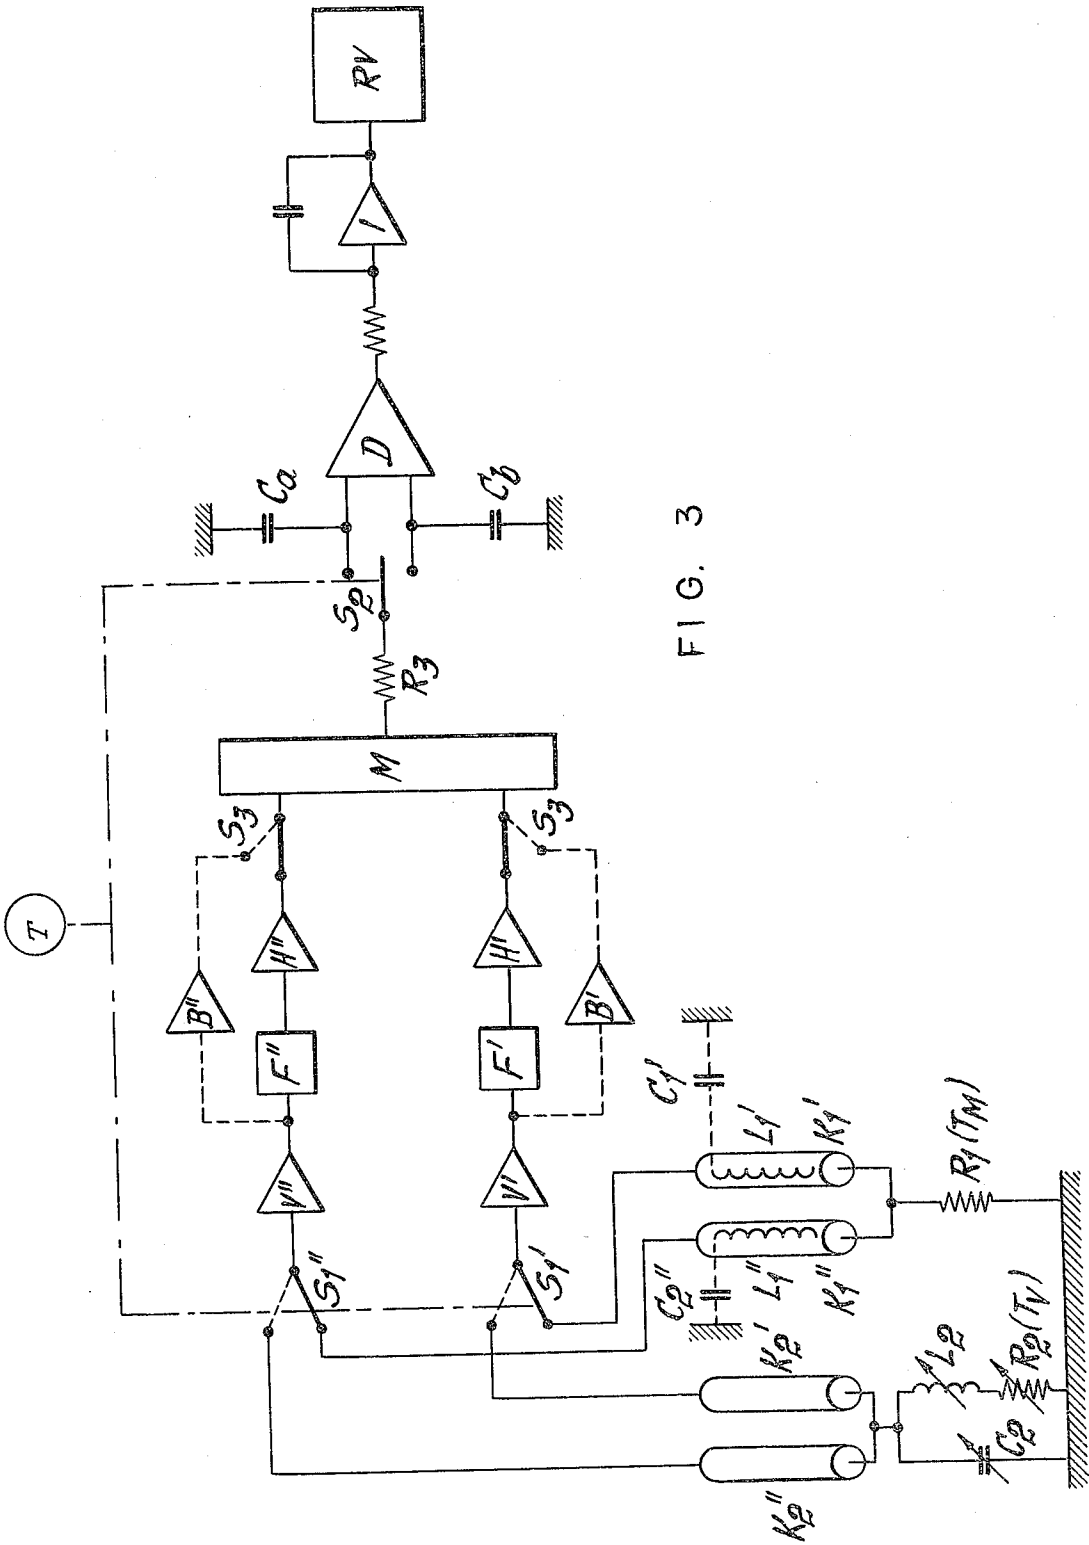 RV
I
D
Ca
Cb
S2
R3
M
S3
S3
T
H"
H'
B"
B'
F"
F'
V"
V'
S1"
S1'
C1'
L1'
K1'
C2"
L1"
K1"
R1(TM)
K2'
K2"
L2
R2(TV)
C2
FIG. 3